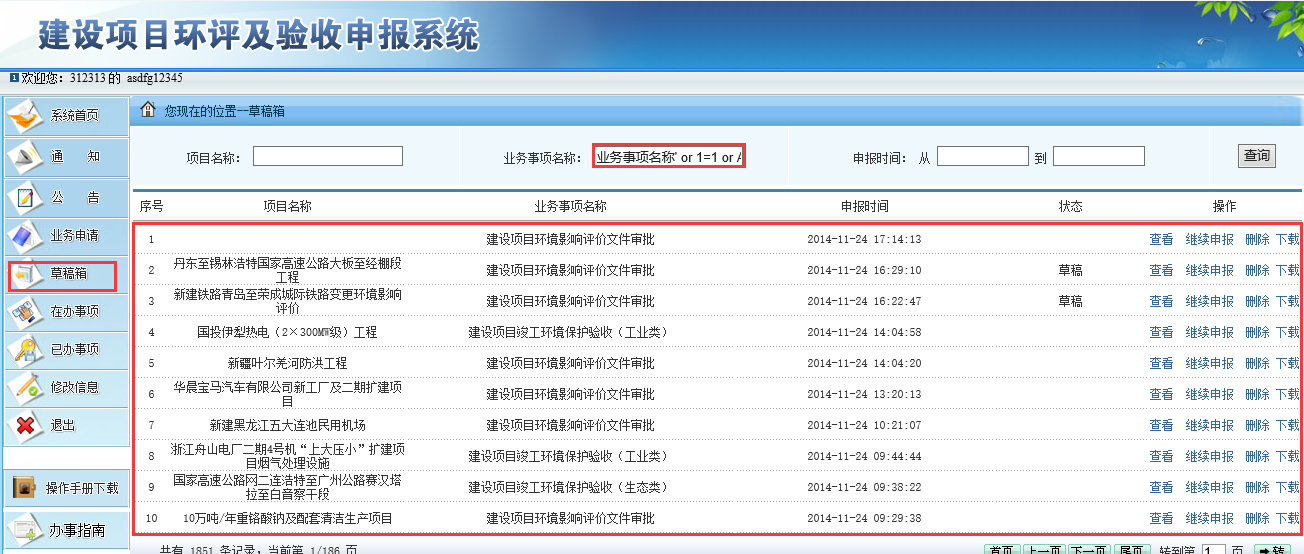 建设项目环评及验收申报系统
欢迎您：312313 的 asdfg12345
系统首页
通 知
公 告
业务申请
草稿箱
在办事项
已办事项
修改信息
退出
操作手册下载
办事指南
您现在的位置--草稿箱
项目名称： 业务事项名称： 业务事项名称' or 1=1 or 申报时间： 从 到 查询
序号 项目名称 业务事项名称 申报时间 状态 操作
1 建设项目环境影响评价文件审批 2014-11-24 17:14:13 查看 继续申报 删除 下载
2 丹东至锡林浩特国家高速公路大板至经棚段
工程 建设项目环境影响评价文件审批 2014-11-24 16:29:10 草稿 查看 继续申报 删除 下载
3 新建铁路青岛至荣成城际铁路变更环境影响
评价 建设项目环境影响评价文件审批 2014-11-24 16:22:47 草稿 查看 继续申报 删除 下载
4 国投伊犁热电（2×300MW级）工程 建设项目竣工环境保护验收（工业类） 2014-11-24 14:04:58 查看 继续申报 删除 下载
5 新疆叶尔羌河防洪工程 建设项目环境影响评价文件审批 2014-11-24 14:04:20 查看 继续申报 删除 下载
6 华晨宝马汽车有限公司新工厂及二期扩建项
目 建设项目环境影响评价文件审批 2014-11-24 13:20:13 查看 继续申报 删除 下载
7 新建黑龙江五大连池民用机场 建设项目环境影响评价文件审批 2014-11-24 10:21:07 查看 继续申报 删除 下载
8 浙江舟山电厂二期4号机“上大压小”扩建项
目烟气处理设施 建设项目竣工环境保护验收（工业类） 2014-11-24 09:44:44 查看 继续申报 删除 下载
9 国家高速公路网二连浩特至广州公路赛汉塔
拉至白音察干段 建设项目竣工环境保护验收（生态类） 2014-11-24 09:38:22 查看 继续申报 删除 下载
10 10万吨/年重铬酸钠及配套清洁生产项目 建设项目环境影响评价文件审批 2014-11-24 09:29:38 查看 继续申报 删除 下载
共有 1851 条记录，当前第 1/186 页 首页 上一页 下一页 尾页 转到第 1 页 转